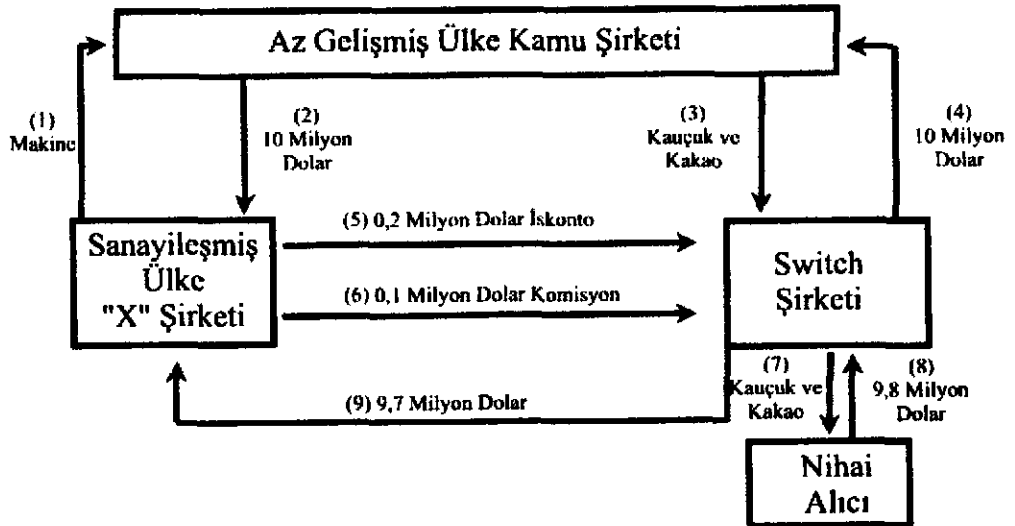 Az Gelişmiş Ülke Kamu Şirketi
(1)
Makine
(2)
10 Milyon
Dolar
(3)
Kauçuk ve
Kakao
(4)
10 Milyon
Dolar
Sanayileşmiş
Ülke
"X" Şirketi
(5) 0,2 Milyon Dolar İskonto
(6) 0,1 Milyon Dolar Komisyon
Switch
Şirketi
(7)
Kauçuk ve
Kakao
(8)
9,8 Milyon
Dolar
(9) 9,7 Milyon Dolar
Nihai
Alıcı